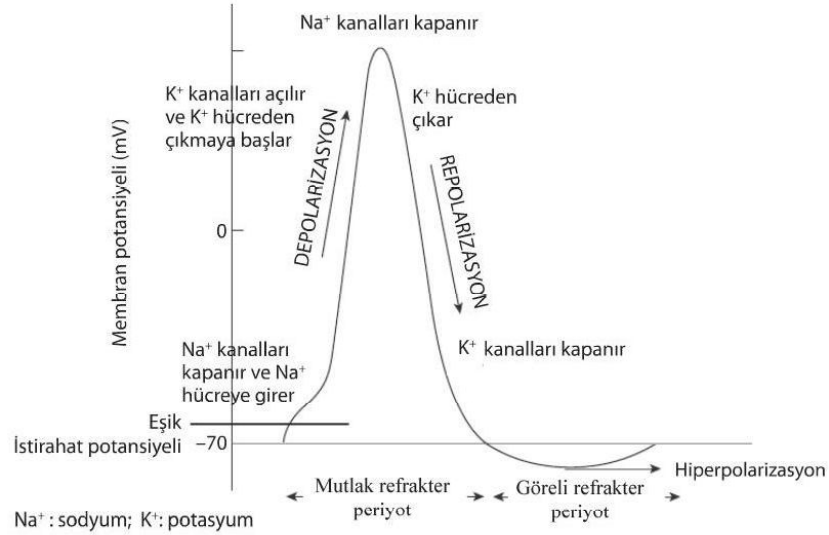 Na⁺ kanalları kapanır
K⁺ kanalları açılır
ve K⁺ hücreden
çıkmaya başlar
K⁺ hücreden
çıkar
DEPOLARİZASYON
REPOLARİZASYON
Membran potansiyeli (mV)
0
Na⁺ kanalları
kapanır ve Na⁺
hücreye girer
K⁺ kanalları kapanır
Eşik
İstirahat potansiyeli
–70
Hiperpolarizasyon
Mutlak refrakter
periyot
Göreli refrakter
periyot
Na⁺ : sodyum; K⁺: potasyum